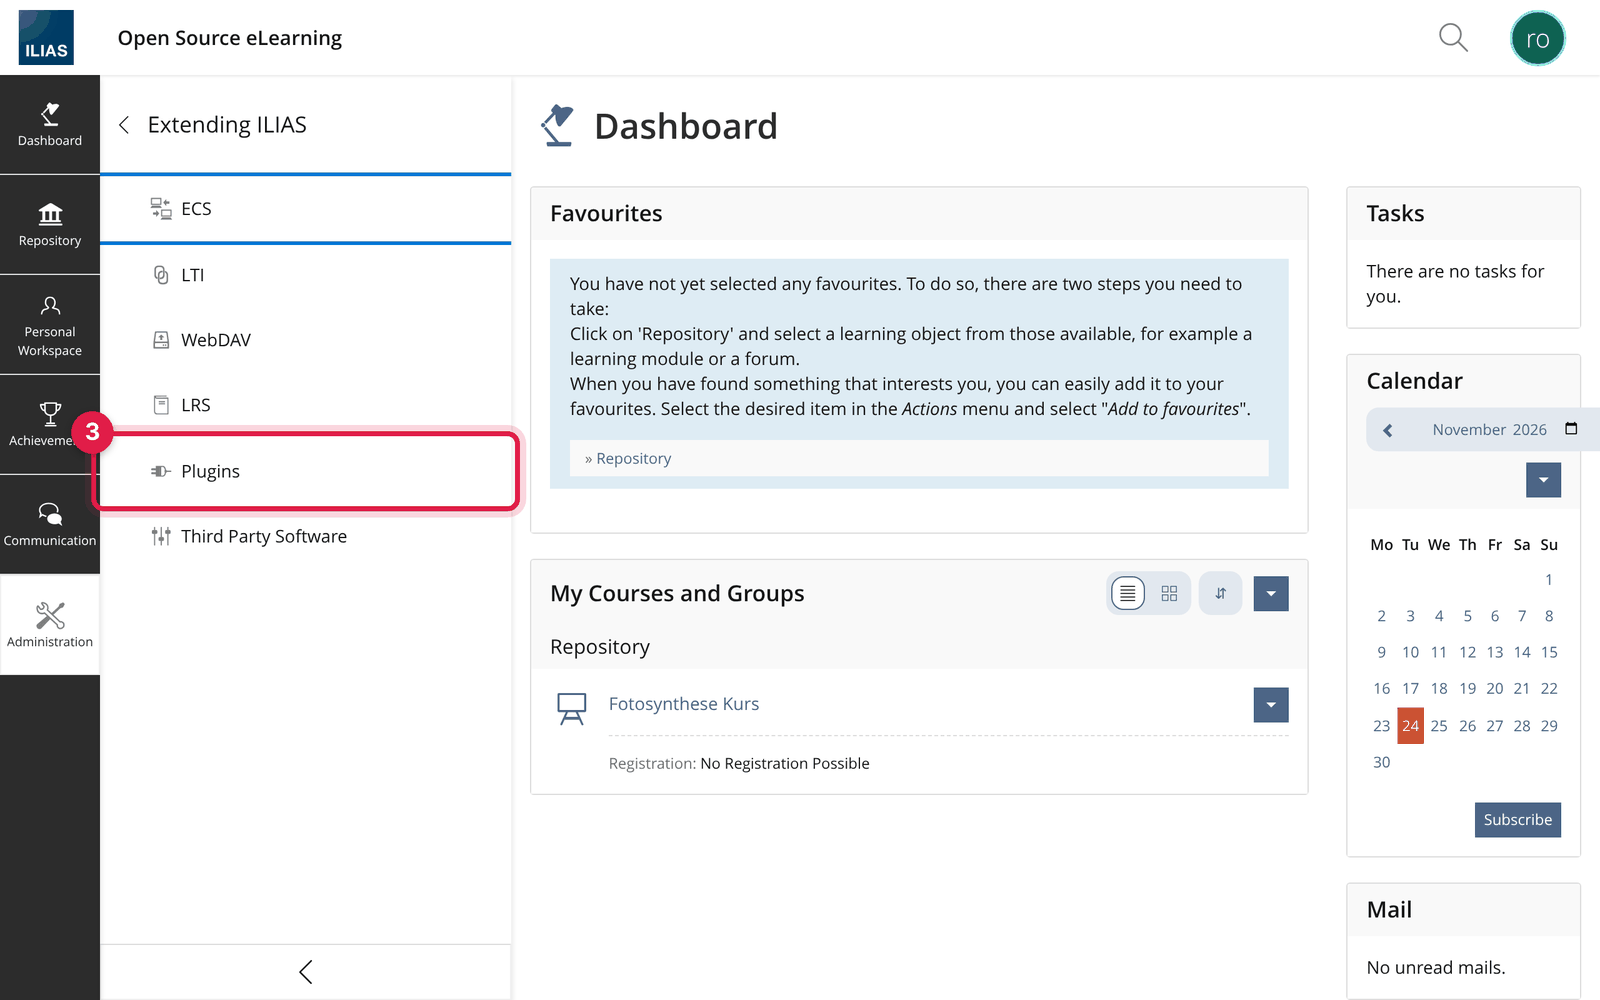 ILIAS
Open Source eLearning
ro
Dashboard
Repository
Personal
Workspace
Achieveme
Communication
Administration
Extending ILIAS
ECS
LTI
WebDAV
LRS
3
Plugins
Third Party Software
Dashboard
Favourites
You have not yet selected any favourites. To do so, there are two steps you need to
take:
Click on 'Repository' and select a learning object from those available, for example a
learning module or a forum.
When you have found something that interests you, you can easily add it to your
favourites. Select the desired item in the Actions menu and select "Add to favourites".
» Repository
My Courses and Groups
Repository
Fotosynthese Kurs
Registration: No Registration Possible
Tasks
There are no tasks for
you.
Calendar
November 2026
Mo Tu We Th Fr Sa Su
1
2 3 4 5 6 7 8
9 10 11 12 13 14 15
16 17 18 19 20 21 22
23 24 25 26 27 28 29
30
Subscribe
Mail
No unread mails.